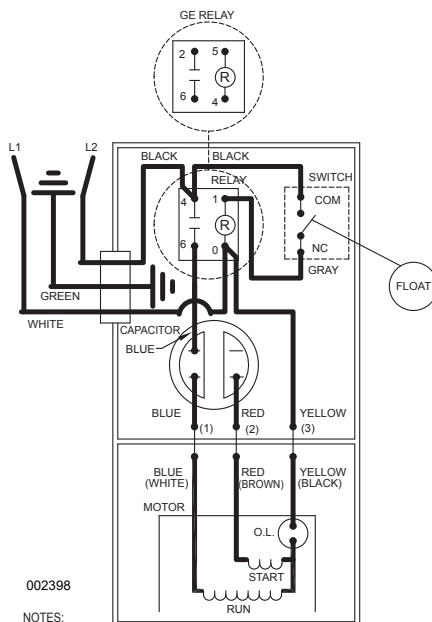 GE RELAY
2
5
R
6
4
L1
L2
BLACK
BLACK
RELAY
SWITCH
4
1
COM
R
6
0
NC
GRAY
FLOAT
GREEN
WHITE
CAPACITOR
BLUE
BLUE
RED
YELLOW
(1)
(2)
(3)
BLUE
(WHITE)
RED
(BROWN)
YELLOW
(BLACK)
MOTOR
O.L.
START
RUN
002398
NOTES: